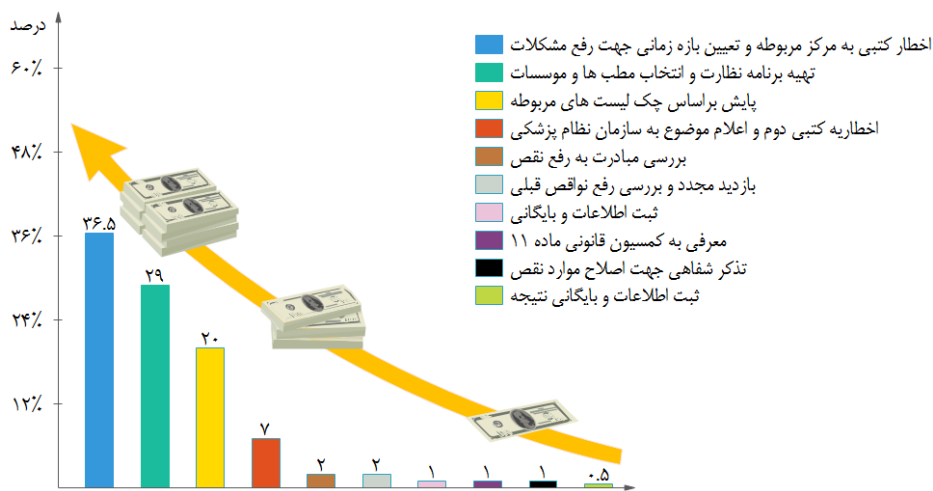 درصد
۶۰٪
۴۸٪
۳۶٪
۲۴٪
۱۲٪
۳۶.۵
۲۹
۲۰
۷
۲
۲
۱
۱
۱
۰.۵
اخطار کتبی به مرکز مربوطه و تعیین بازه زمانی جهت رفع مشکلات
تهیه برنامه نظارت و انتخاب مطب ها و موسسات
پایش براساس چک لیست های مربوطه
اخطاریه کتبی دوم و اعلام موضوع به سازمان نظام پزشکی
بررسی مبادرت به رفع نقص
بازدید مجدد و بررسی رفع نواقص قبلی
ثبت اطلاعات و بایگانی
معرفی به کمسیون قانونی ماده ۱۱
تذکر شفاهی جهت اصلاح موارد نقص
ثبت اطلاعات و بایگانی نتیجه